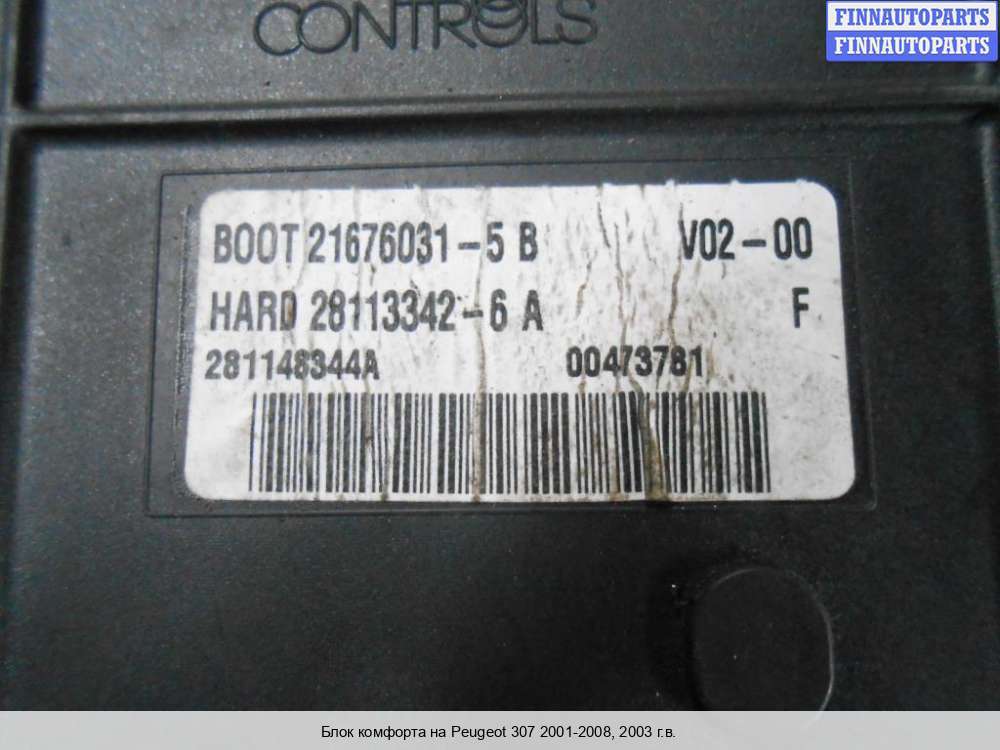 CONTROLS
FINNAUTOPARTS
FINNAUTOPARTS
BOOT 21676031-5 B V02-00
HARD 28113342-6 A F
281148344A 00473781
Блок комфорта на Peugeot 307 2001-2008, 2003 г.в.